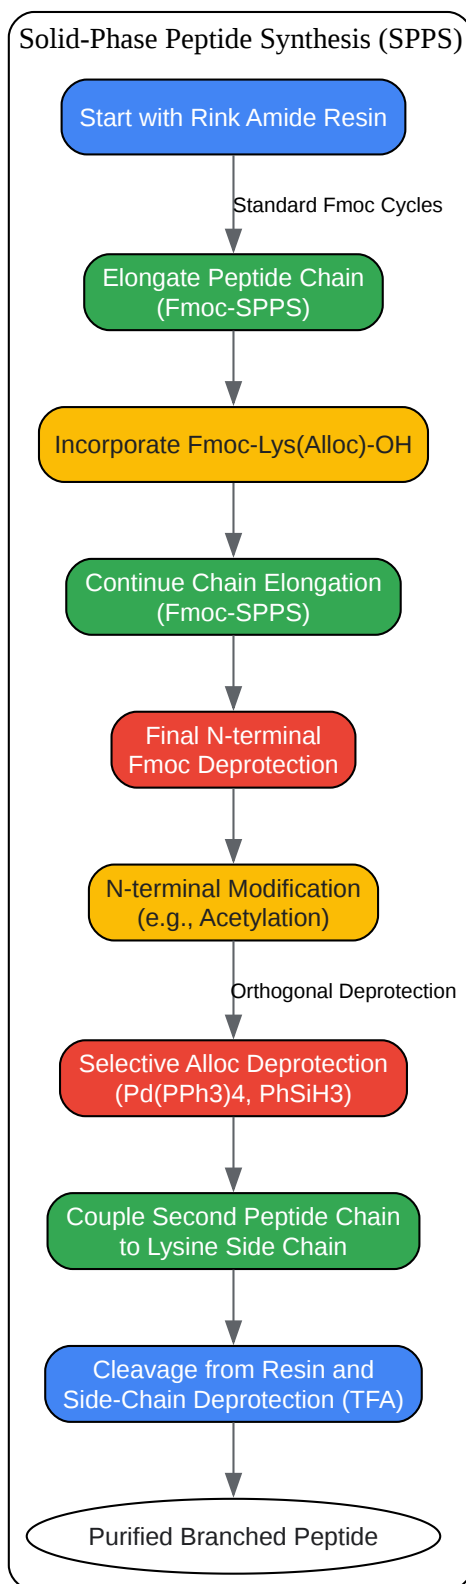 Solid-Phase Peptide Synthesis (SPPS)
Start with Rink Amide Resin
Standard Fmoc Cycles
Elongate Peptide Chain
(Fmoc-SPPS)
Incorporate Fmoc-Lys(Alloc)-OH
Continue Chain Elongation
(Fmoc-SPPS)
Final N-terminal
Fmoc Deprotection
N-terminal Modification
(e.g., Acetylation)
Orthogonal Deprotection
Selective Alloc Deprotection
(Pd(PPh3)4, PhSiH3)
Couple Second Peptide Chain
to Lysine Side Chain
Cleavage from Resin and
Side-Chain Deprotection (TFA)
Purified Branched Peptide